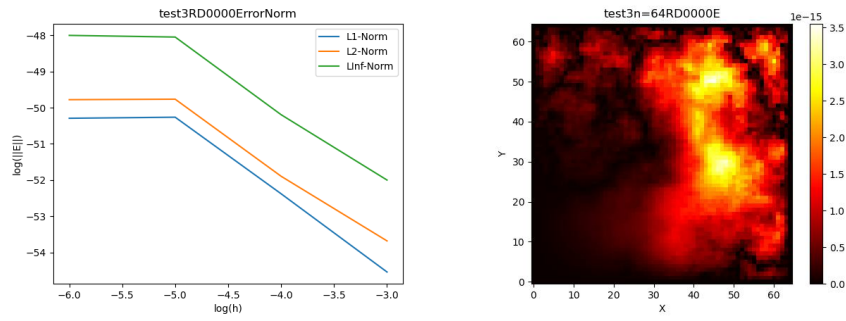 test3RD0000ErrorNorm
L1-Norm
L2-Norm
LInf-Norm
log(||E||)
−48
−49
−50
−51
−52
−53
−54
−6.0 −5.5 −5.0 −4.5 −4.0 −3.5 −3.0
log(h)
test3n=64RD0000E
Y
60
50
40
30
20
10
0
0 10 20 30 40 50 60
X
1e−15
3.5
3.0
2.5
2.0
1.5
1.0
0.5
0.0